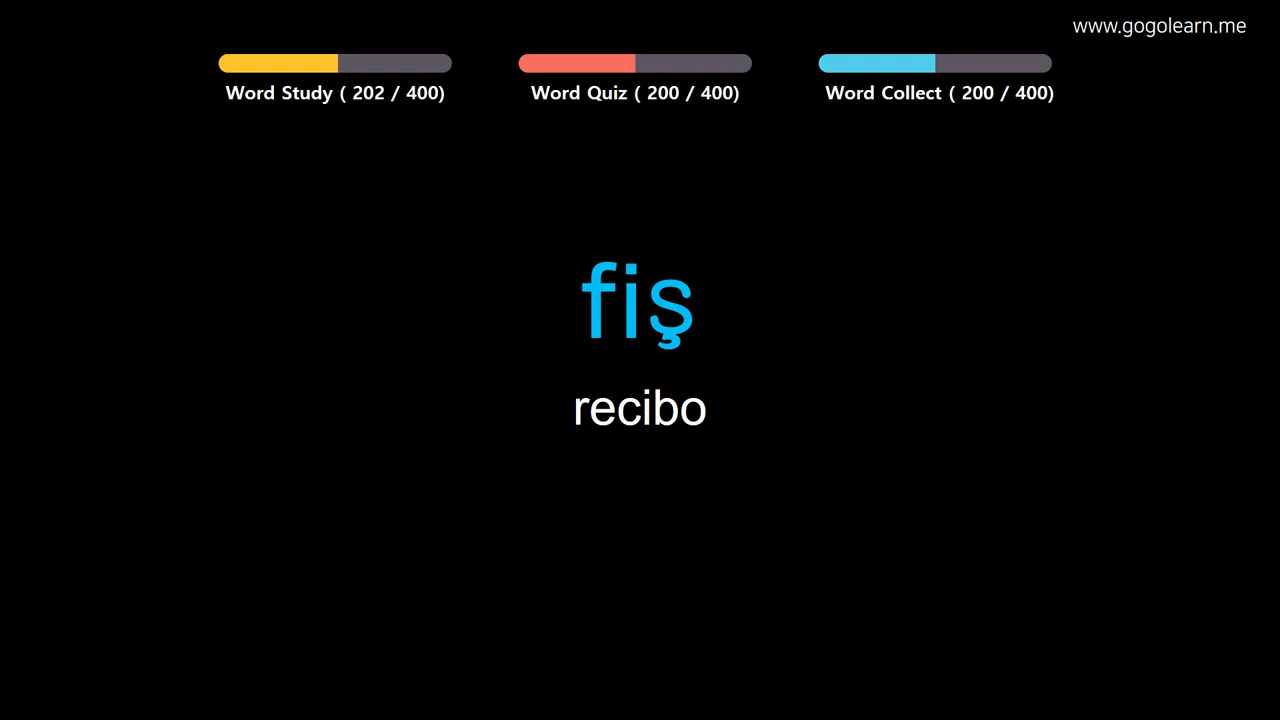 www.gogolearn.me
Word Study ( 202 / 400)
Word Quiz ( 200 / 400)
Word Collect ( 200 / 400)
fiş
recibo